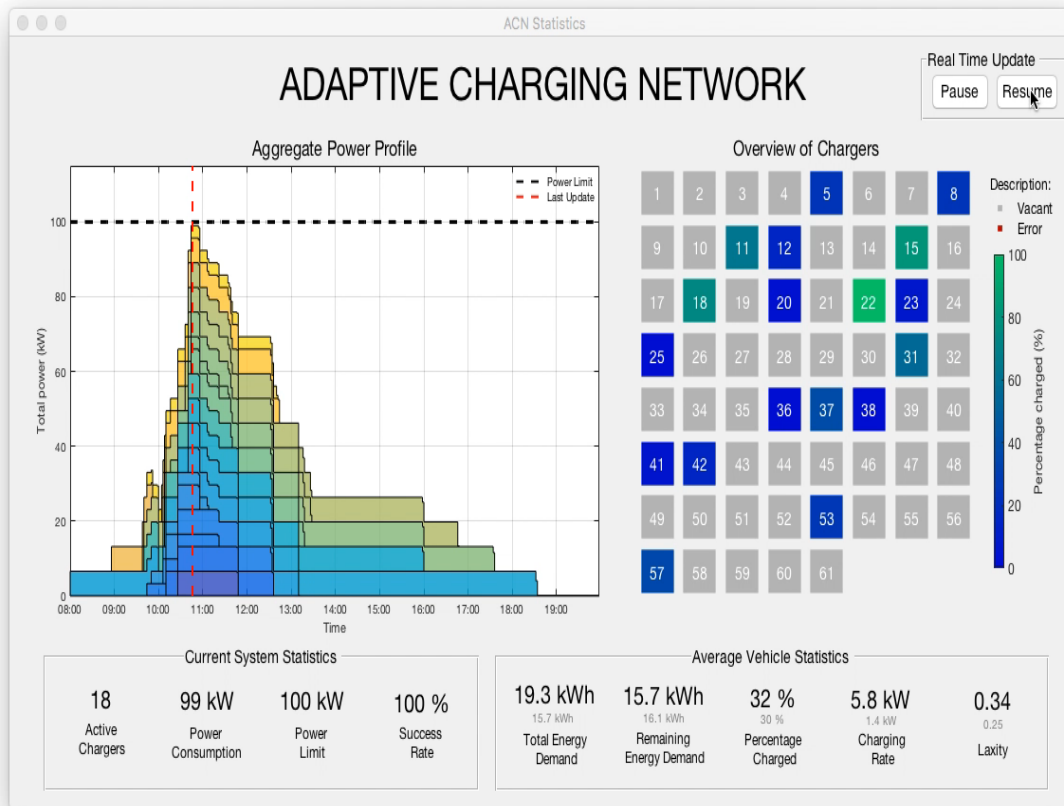 ACN Statistics
ADAPTIVE CHARGING NETWORK
Real Time Update
Pause
Resume
Aggregate Power Profile
Power Limit
Last Update
Total power (kW)
100
80
60
40
20
0
08:00 09:00 10:00 11:00 12:00 13:00 14:00 15:00 16:00 17:00 18:00 19:00
Time
Overview of Chargers
1 2 3 4 5 6 7 8
9 10 11 12 13 14 15 16
17 18 19 20 21 22 23 24
25 26 27 28 29 30 31 32
33 34 35 36 37 38 39 40
41 42 43 44 45 46 47 48
49 50 51 52 53 54 55 56
57 58 59 60 61
Description:
Vacant
Error
100
80
60
40
20
0
Percentage charged (%)
Current System Statistics
18 99 kW 100 kW 100 %
Active Power Power Success
Chargers Consumption Limit Rate
Average Vehicle Statistics
19.3 kWh 15.7 kWh 32 % 5.8 kW 0.34
15.7 kWh 16.1 kWh 30 % 1.4 kW 0.25
Total Energy Remaining Percentage Charging Laxity
Demand Energy Demand Charged Rate